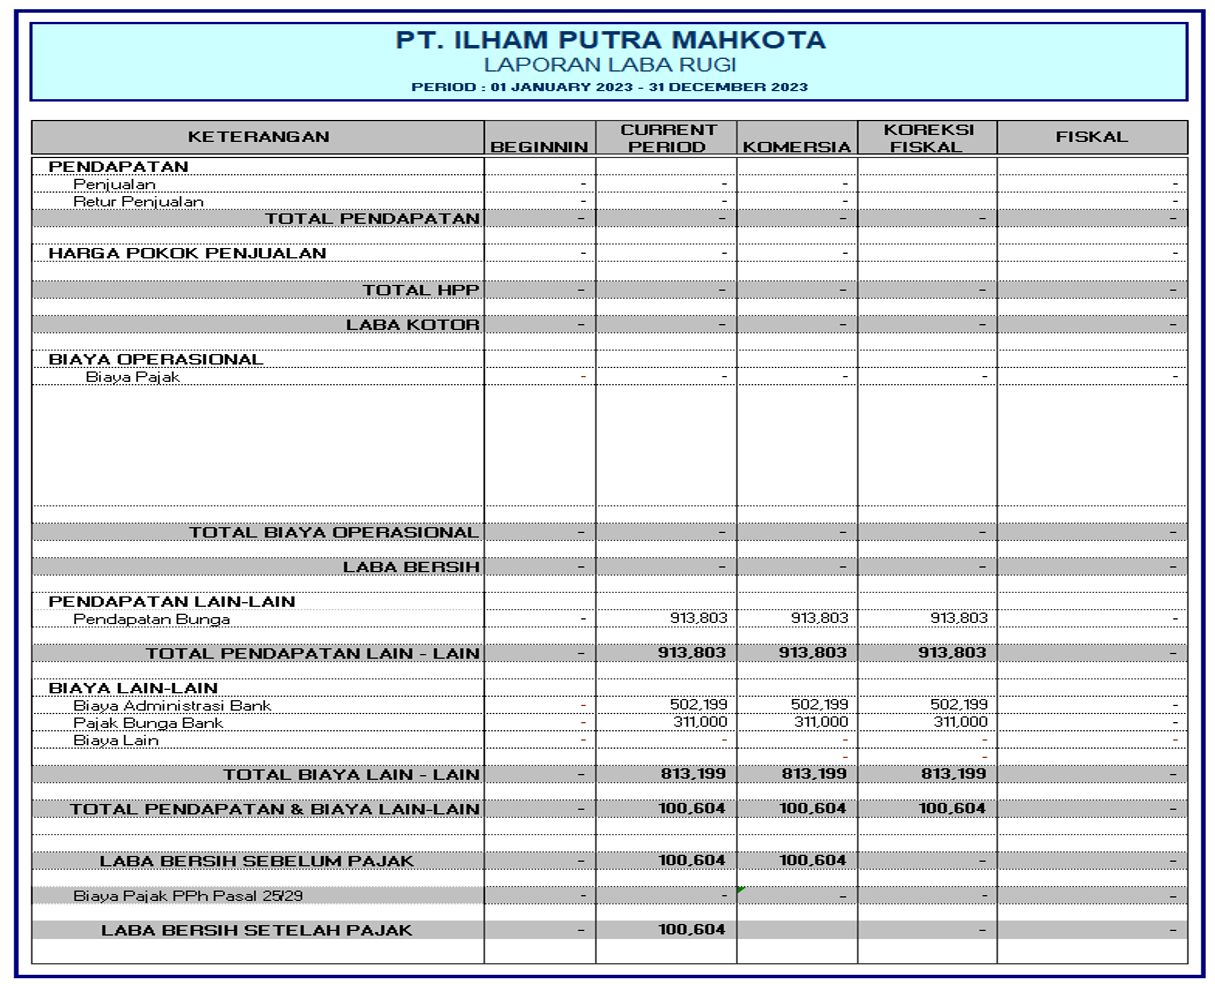 PT. ILHAM PUTRA MAHKOTA
LAPORAN LABA RUGI
PERIOD : 01 JANUARY 2023 - 31 DECEMBER 2023
KETERANGAN BEGINNIN CURRENT PERIOD KOMERSIA KOREKSI FISKAL FISKAL
PENDAPATAN
Penjualan - - - -
Retur Penjualan - - - -
TOTAL PENDAPATAN - - - - -
HARGA POKOK PENJUALAN - - - -
TOTAL HPP - - - - -
LABA KOTOR - - - - -
BIAYA OPERASIONAL
Biaya Pajak - - - - -
TOTAL BIAYA OPERASIONAL - - - - -
LABA BERSIH - - - - -
PENDAPATAN LAIN-LAIN
Pendapatan Bunga - 913,803 913,803 913,803 -
TOTAL PENDAPATAN LAIN - LAIN - 913,803 913,803 913,803 -
BIAYA LAIN-LAIN
Biaya Administrasi Bank - 502,199 502,199 502,199 -
Pajak Bunga Bank - 311,000 311,000 311,000 -
Biaya Lain - - - - -
- -
TOTAL BIAYA LAIN - LAIN - 813,199 813,199 813,199 -
TOTAL PENDAPATAN & BIAYA LAIN-LAIN - 100,604 100,604 100,604 -
LABA BERSIH SEBELUM PAJAK - 100,604 100,604 - -
Biaya Pajak PPh Pasal 25/29 - - - - -
LABA BERSIH SETELAH PAJAK - 100,604 - -